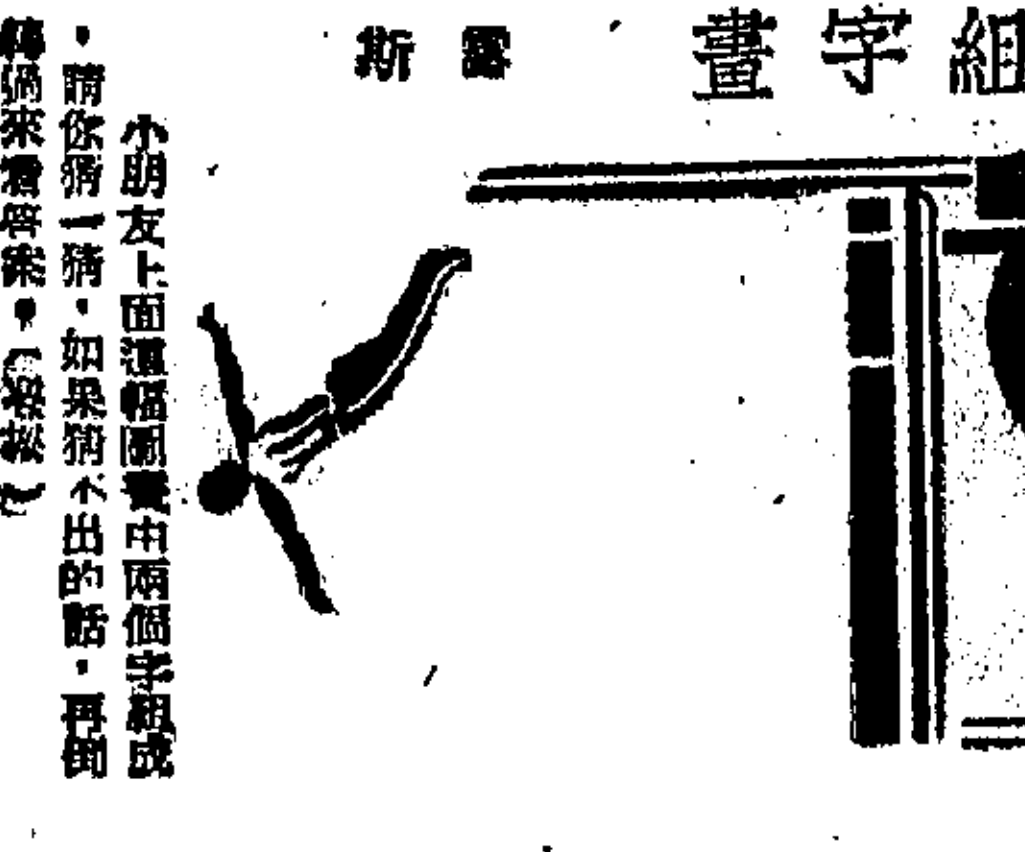 組字畫
露斯
小朋友上面這幅圖畫由兩個字組成
,請你猜一猜,如果猜不出的話,再倒
轉過來看答案。(